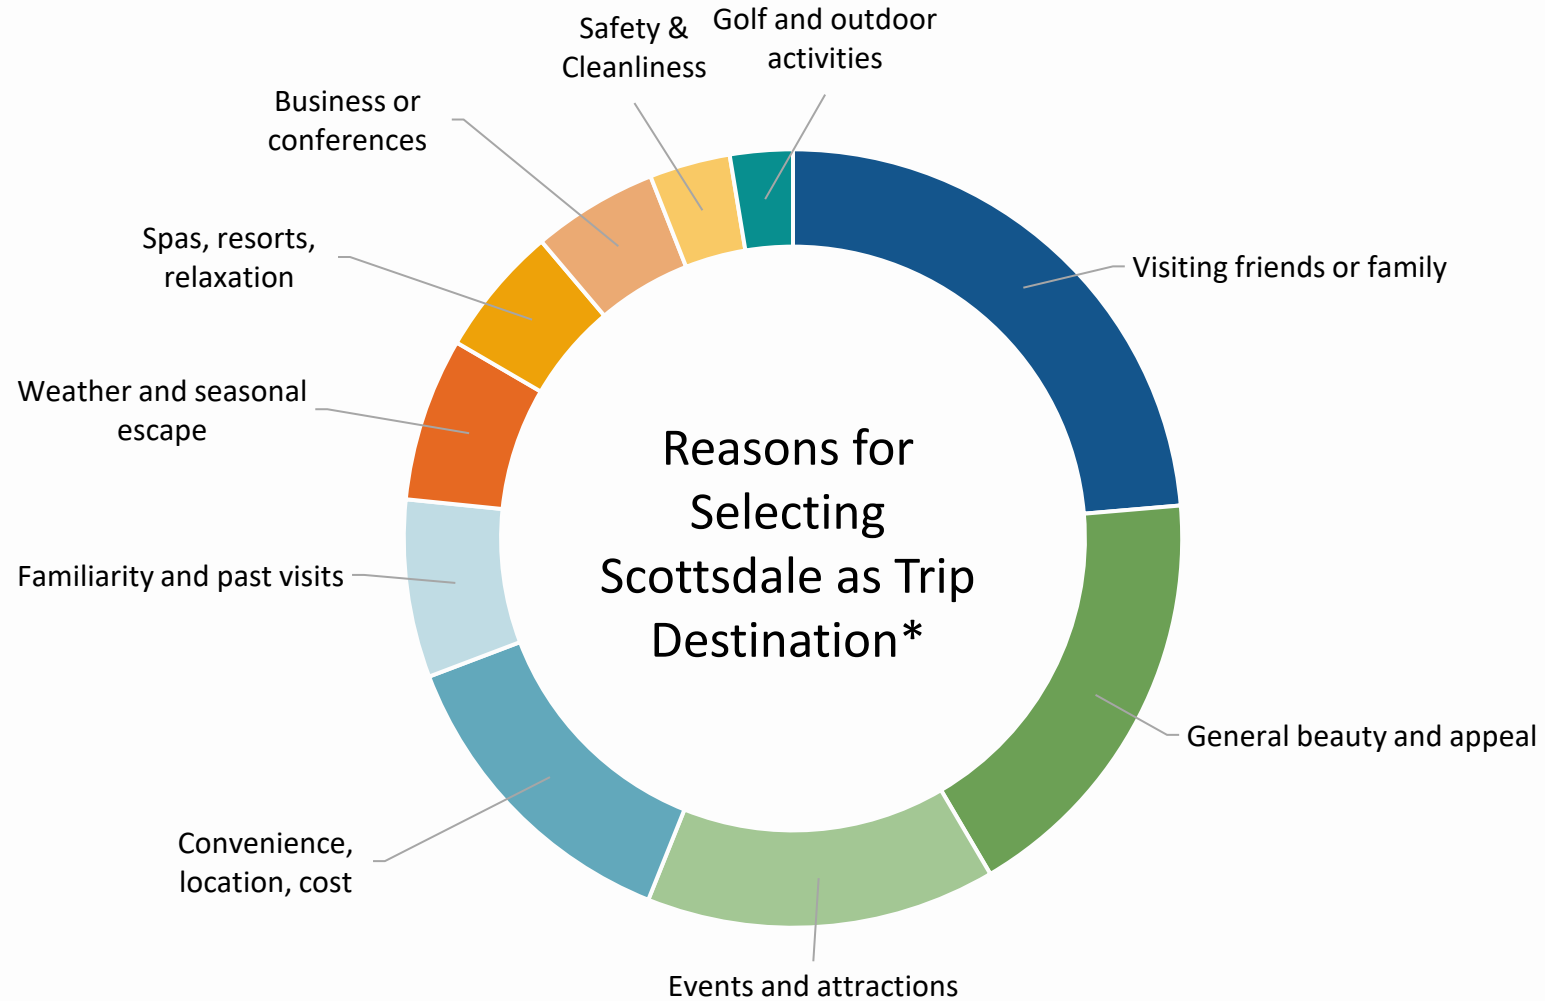 Safety &
Cleanliness
Golf and outdoor
activities
Business or
conferences
Spas, resorts,
relaxation
Visiting friends or family
Weather and seasonal
escape
Reasons for
Selecting
Scottsdale as Trip
Destination*
Familiarity and past visits
General beauty and appeal
Convenience,
location, cost
Events and attractions